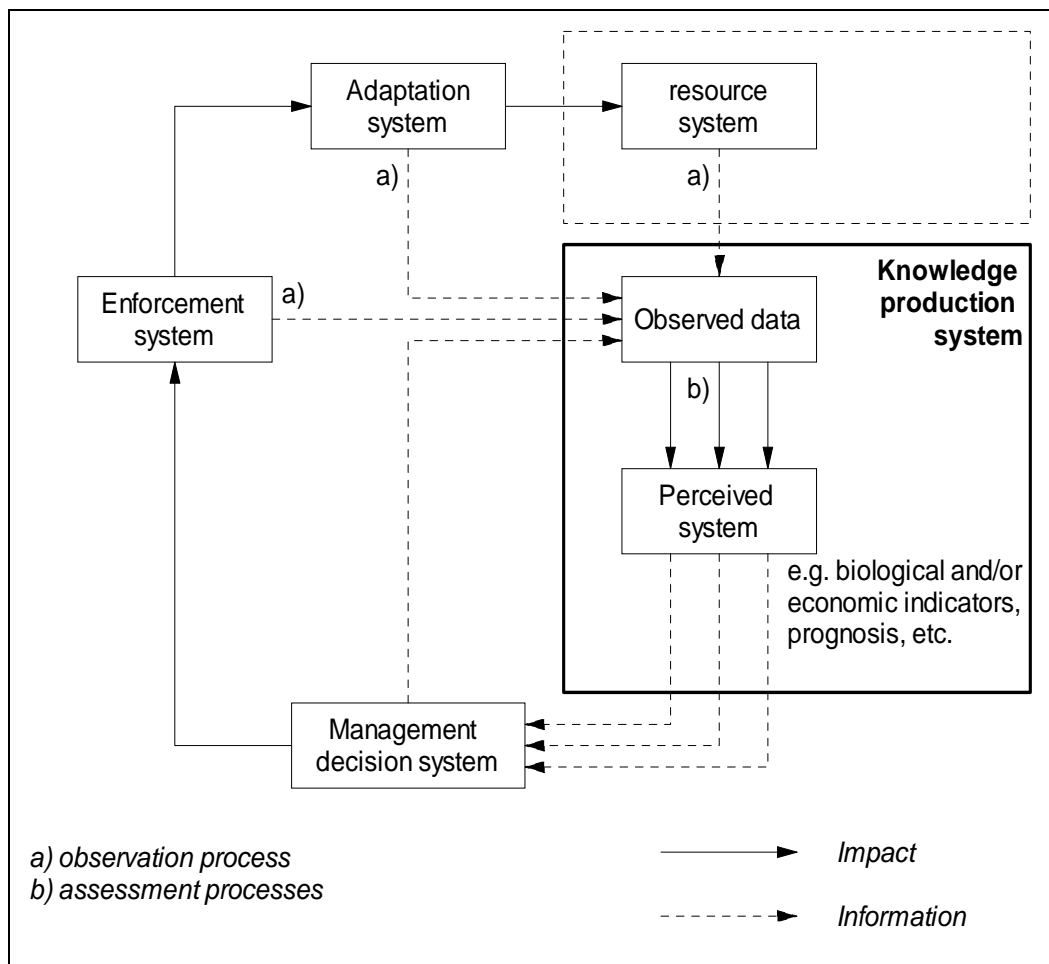 Adaptation
system
resource
system
a)
a)
Knowledge
production
system
Enforcement
system
a)
Observed data
b)
Perceived
system
e.g. biological and/or
economic indicators,
prognosis, etc.
Management
decision system
a) observation process
b) assessment processes
Impact
Information